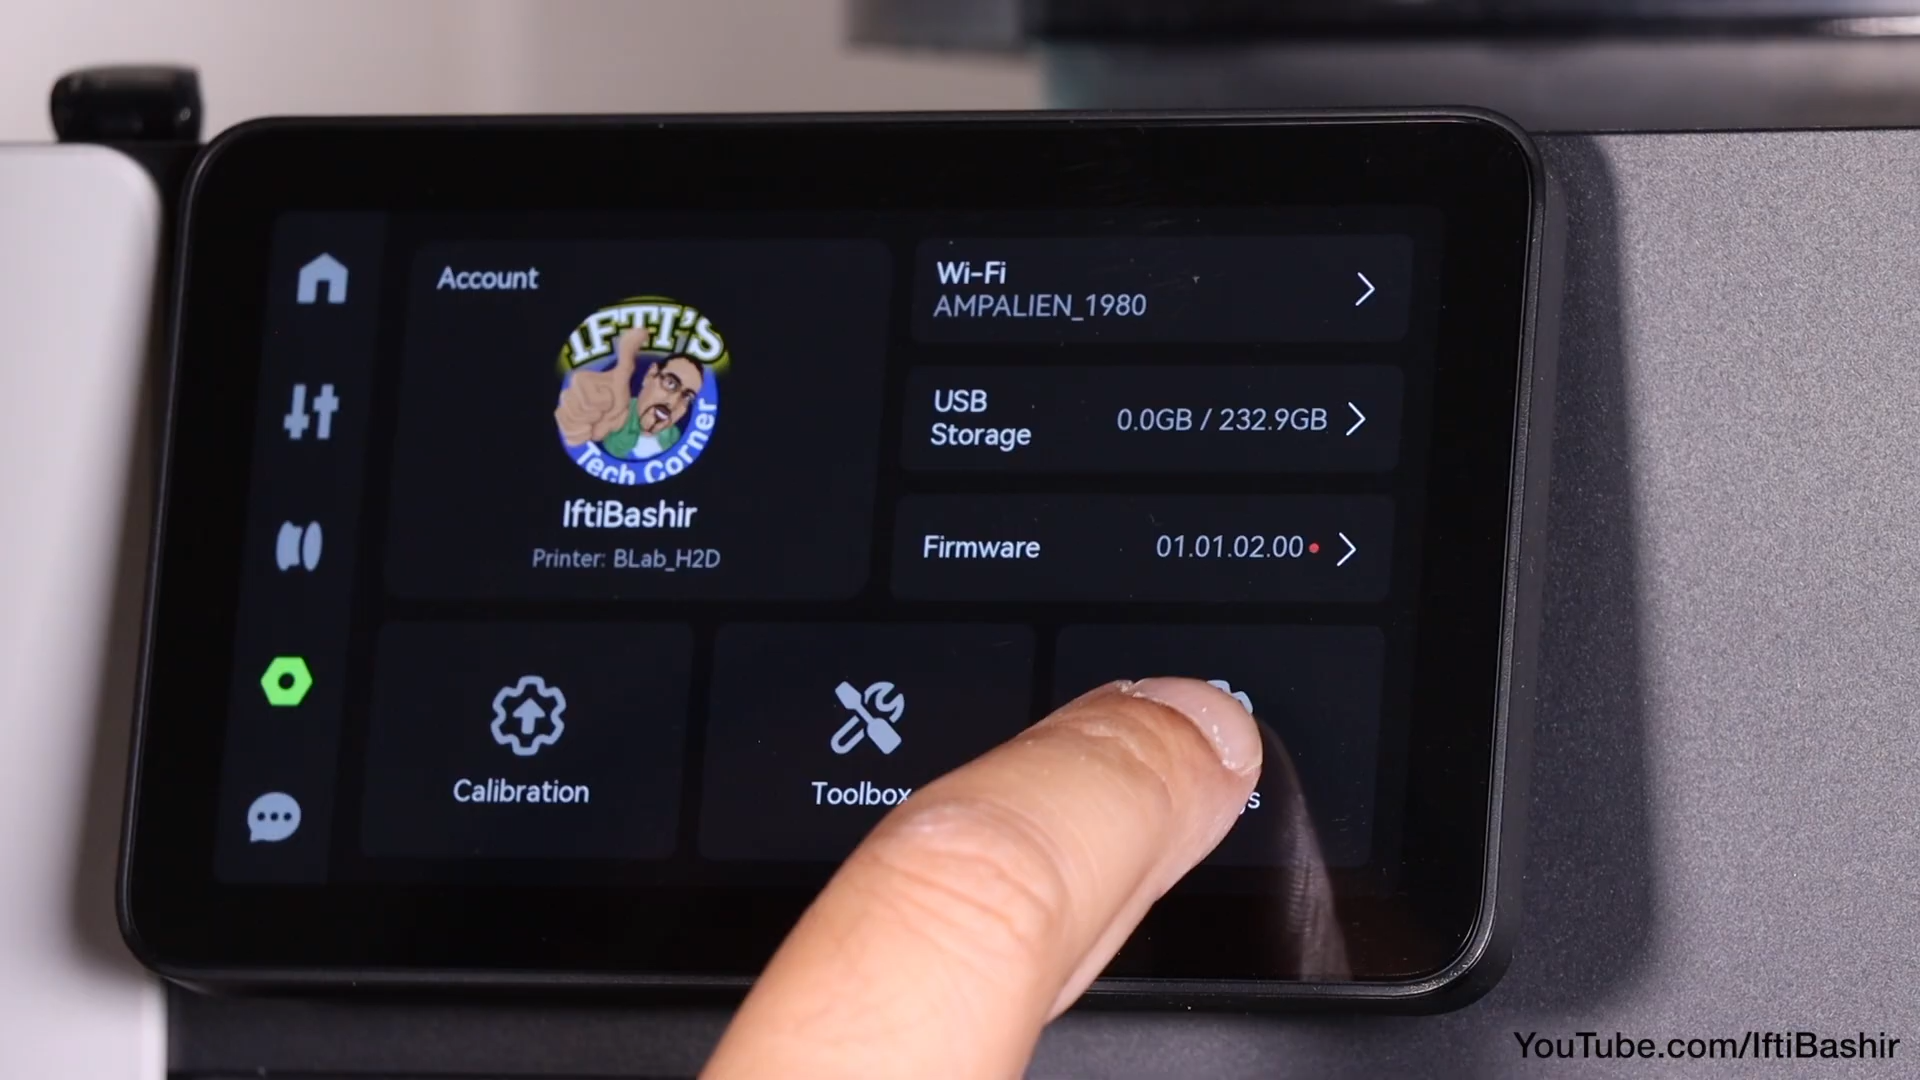 Account
IFTI'S
Tech Corner
IftiBashir
Printer: BLab_H2D
Wi-Fi
AMPALIEN_1980
USB
Storage
0.0GB / 232.9GB
Firmware
01.01.02.00
Calibration
Toolbox
YouTube.com/IftiBashir